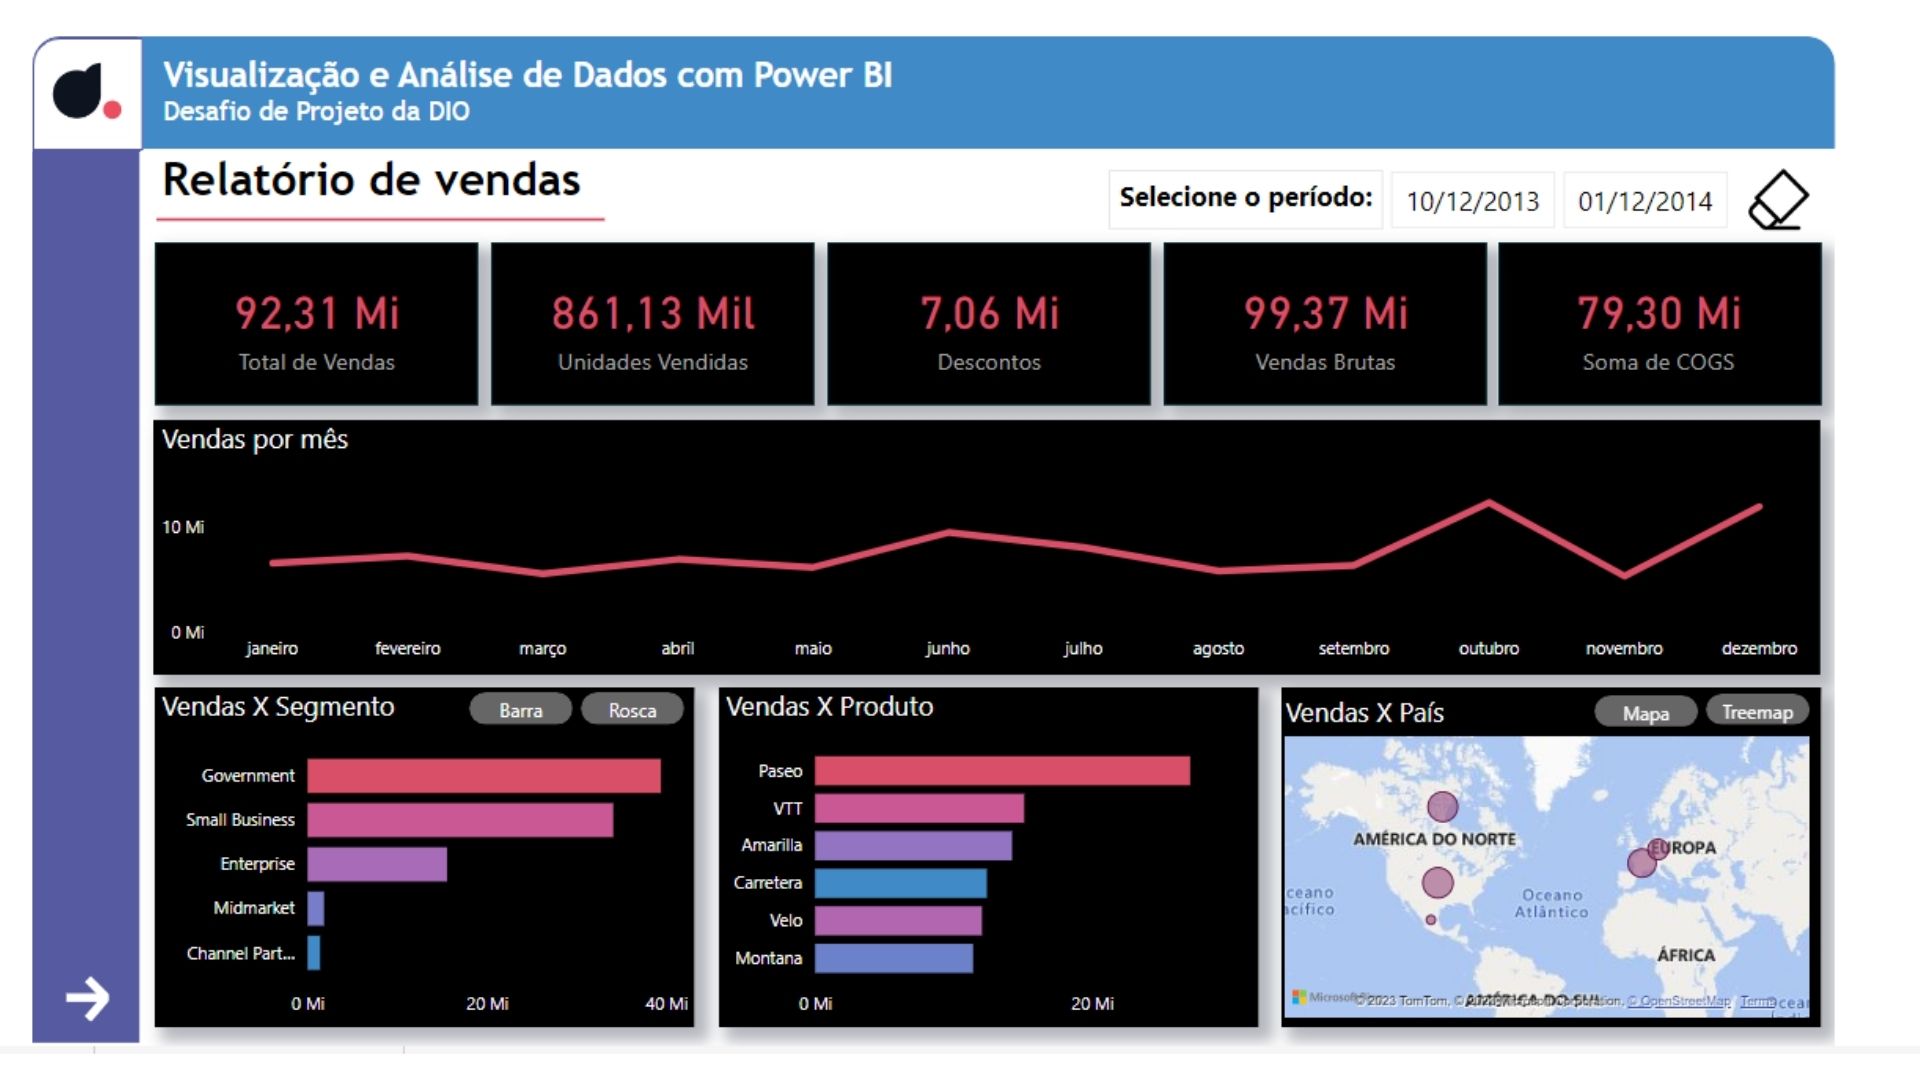 Visualização e Análise de Dados com Power BI
Desafio de Projeto da DIO
Relatório de vendas
Selecione o período:
10/12/2013
01/12/2014
92,31 Mi
Total de Vendas
861,13 Mil
Unidades Vendidas
7,06 Mi
Descontos
99,37 Mi
Vendas Brutas
79,30 Mi
Soma de COGS
Vendas por mês
10 Mi
0 Mi
janeiro fevereiro março abril maio junho julho agosto setembro outubro novembro dezembro
Vendas X Segmento
Barra
Rosca
Government
Small Business
Enterprise
Midmarket
Channel Part...
0 Mi 20 Mi 40 Mi
Vendas X Produto
Paseo
VTT
Amarilla
Carretera
Velo
Montana
0 Mi 20 Mi
Vendas X País
Mapa
Treemap
AMÉRICA DO NORTE
EUROPA
Oceano
Atlântico
ceano
acífico
ÁFRICA
AMÉRICA DO SUL
Microsoft
© 2023 TomTom, © OpenStreetMap Terms